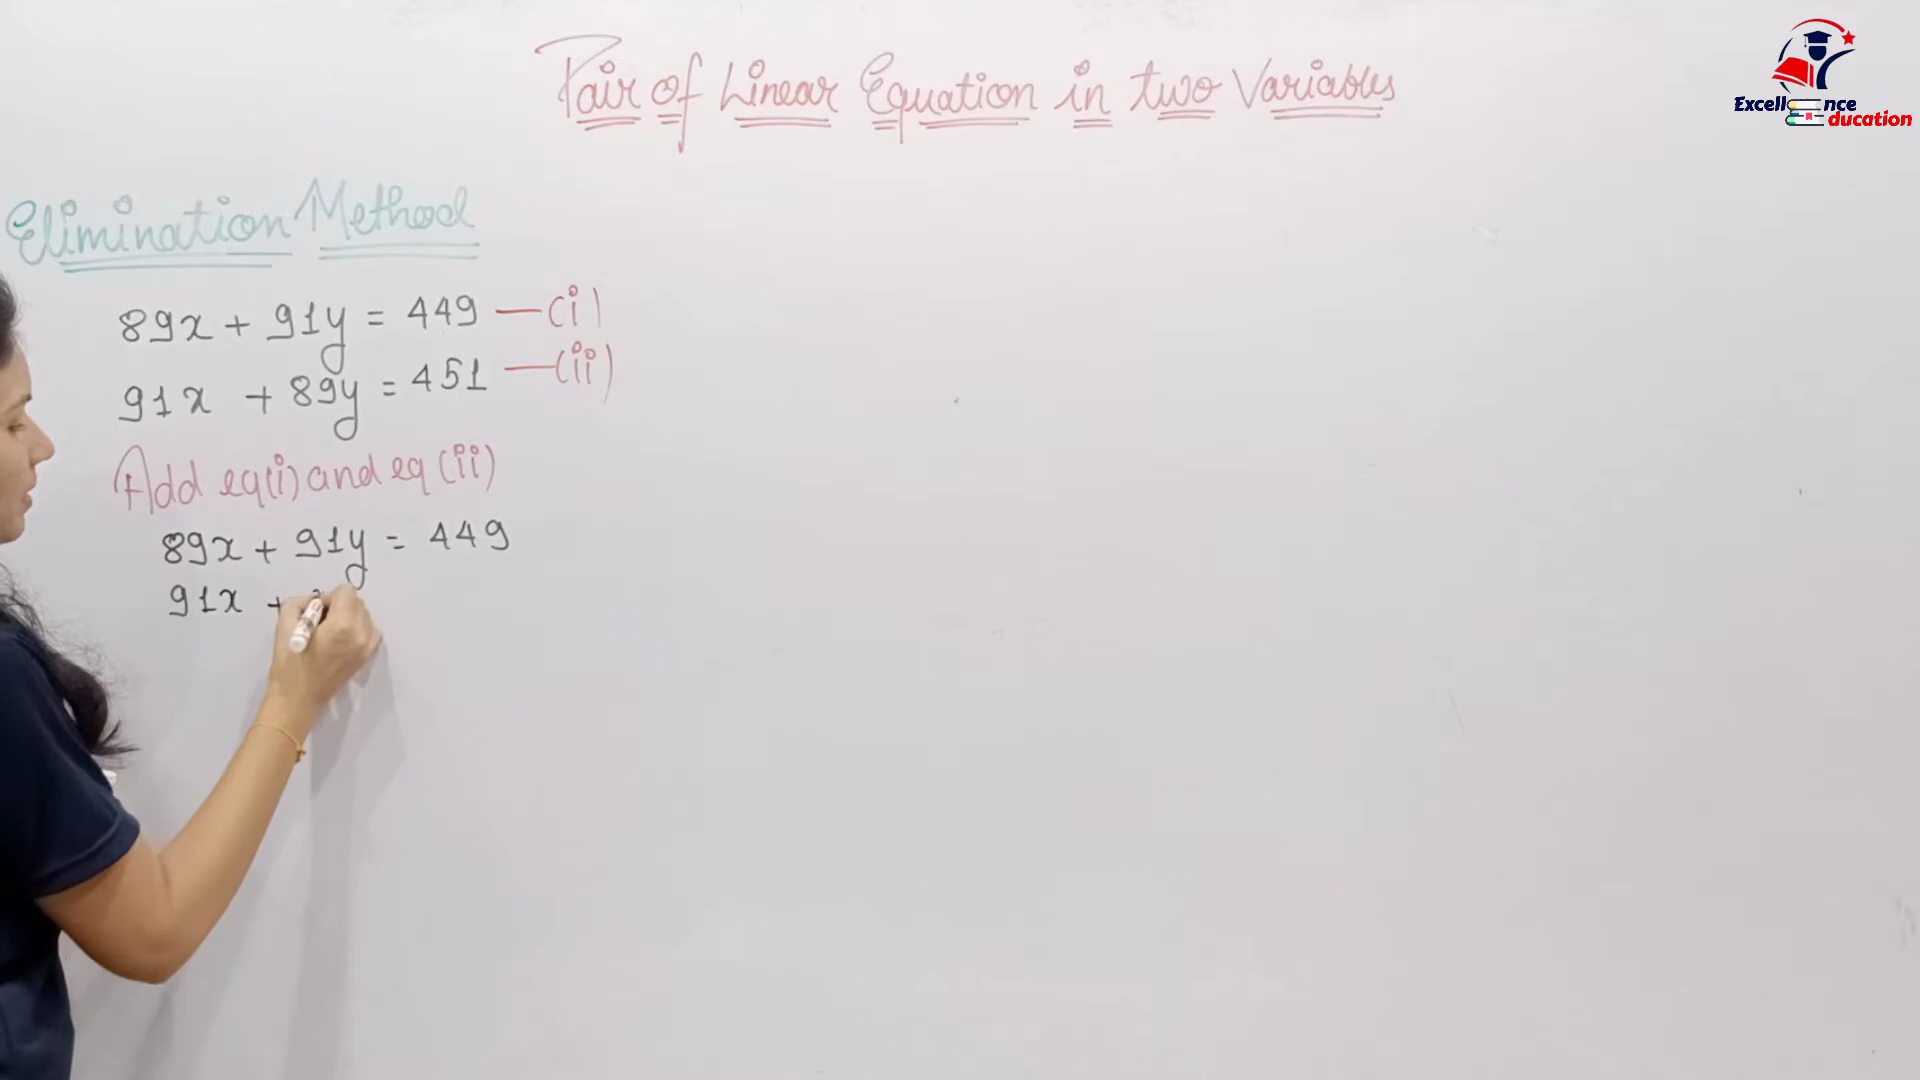 Pair of Linear Equation in two Variables
Excellence Education
Elimination Method
89x + 91y = 449 —(i)
91x + 89y = 451 —(ii)
Add eq(i) and eq(ii)
89x + 91y = 449
91x +